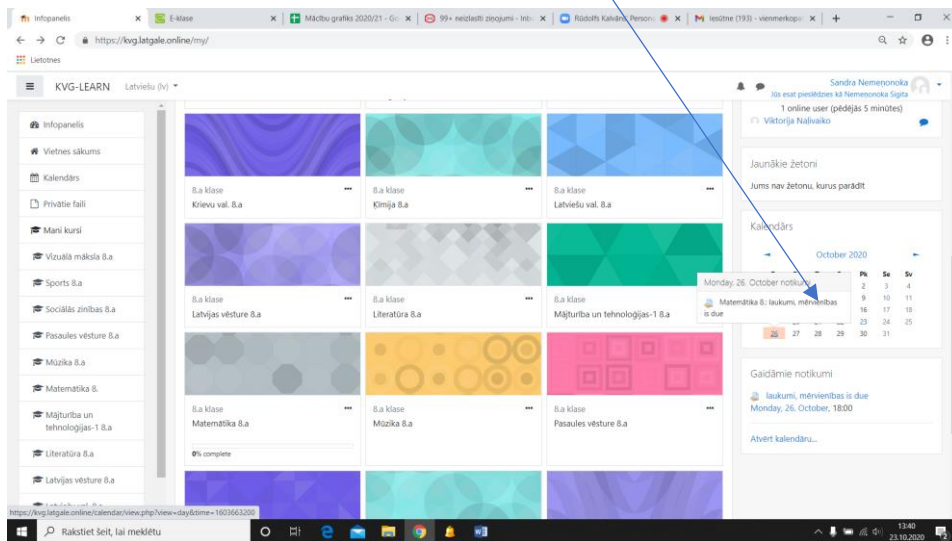 Infopanelis
E-klase
Mācību grafiks 2020/21 - Go
99+ neizlasīti ziņojumi - Inbo
Rūdolfs Kalvāns' Persona
Iesūtne (193) - vienmerkopa
https://kvg.latgale.online/my/
Lietotnes
KVG-LEARN
Latviešu (lv)
Sandra Nemeņonoka
Jūs esat pieslēdzies kā Nemeņonoka Sigita
Infopanelis
Vietnes sākums
Kalendārs
Privātie faili
Mani kursi
Vizuālā māksla 8.a
Sports 8.a
Sociālās zinības 8.a
Pasaules vēsture 8.a
Mūzika 8.a
Matemātika 8.
Mājturība un
tehnoloģijas-1 8.a
Literatūra 8.a
Latvijas vēsture 8.a
https://kvg.latgale.online/calendar/view.php?view=day&time=1603663200
8.a klase
Krievu val. 8.a
8.a klase
Ķīmija 8.a
8.a klase
Latviešu val. 8.a
8.a klase
Latvijas vēsture 8.a
8.a klase
Literatūra 8.a
8.a klase
Mājturība un tehnoloģijas-1 8.a
8.a klase
Matemātika 8.a
0% complete
8.a klase
Mūzika 8.a
8.a klase
Pasaules vēsture 8.a
1 online user (pēdējās 5 minūtes)
Viktorija Naļivaiko
Jaunākie žetoni
Jums nav žetonu, kurus parādīt
Kalendārs
October 2020
Pk Se Sv
2 3 4
9 10 11
16 17 18
23 24 25
26 27 28 29 30 31
Monday, 26. October notikumi
Matemātika 8.: laukumi, mērvienības
is due
Gaidāmie notikumi
laukumi, mērvienības is due
Monday, 26. October, 18:00
Atvērt kalendāru...
Rakstiet šeit, lai meklētu
13:40
23.10.2020